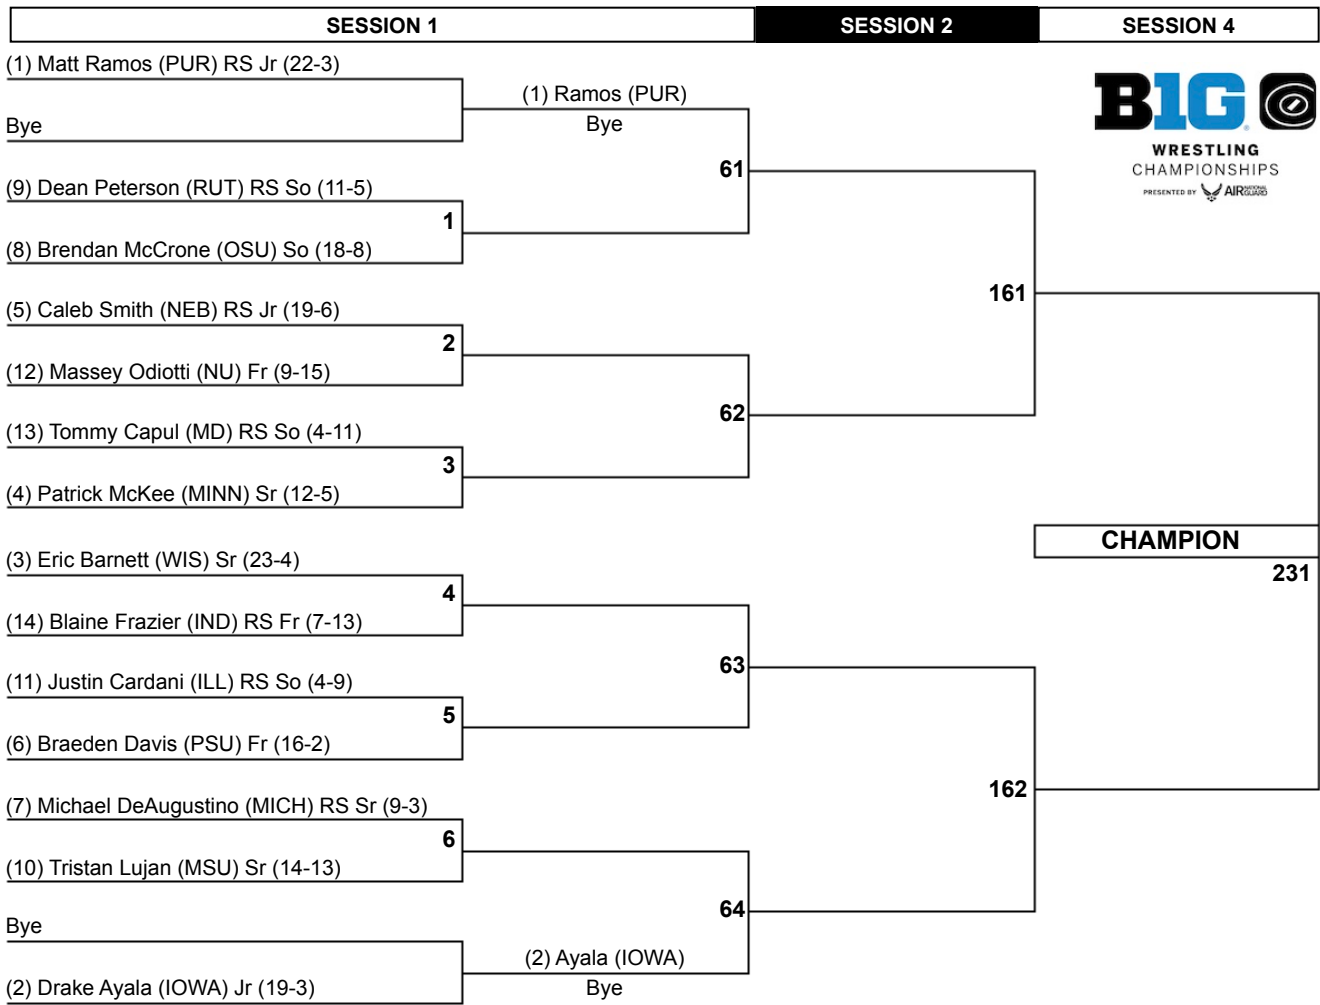 SESSION 1
SESSION 2
SESSION 4
(1) Matt Ramos (PUR) RS Jr (22-3)
(1) Ramos (PUR)
Bye
Bye
B1G
WRESTLING
CHAMPIONSHIPS
PRESENTED BY AIR NATIONAL GUARD
61
(9) Dean Peterson (RUT) RS So (11-5)
1
(8) Brendan McCrone (OSU) So (18-8)
161
(5) Caleb Smith (NEB) RS Jr (19-6)
2
(12) Massey Odiotti (NU) Fr (9-15)
62
(13) Tommy Capul (MD) RS So (4-11)
3
(4) Patrick McKee (MINN) Sr (12-5)
CHAMPION
231
(3) Eric Barnett (WIS) Sr (23-4)
4
(14) Blaine Frazier (IND) RS Fr (7-13)
63
(11) Justin Cardani (ILL) RS So (4-9)
5
(6) Braeden Davis (PSU) Fr (16-2)
162
(7) Michael DeAugustino (MICH) RS Sr (9-3)
6
(10) Tristan Lujan (MSU) Sr (14-13)
64
Bye
(2) Ayala (IOWA)
Bye
(2) Drake Ayala (IOWA) Jr (19-3)